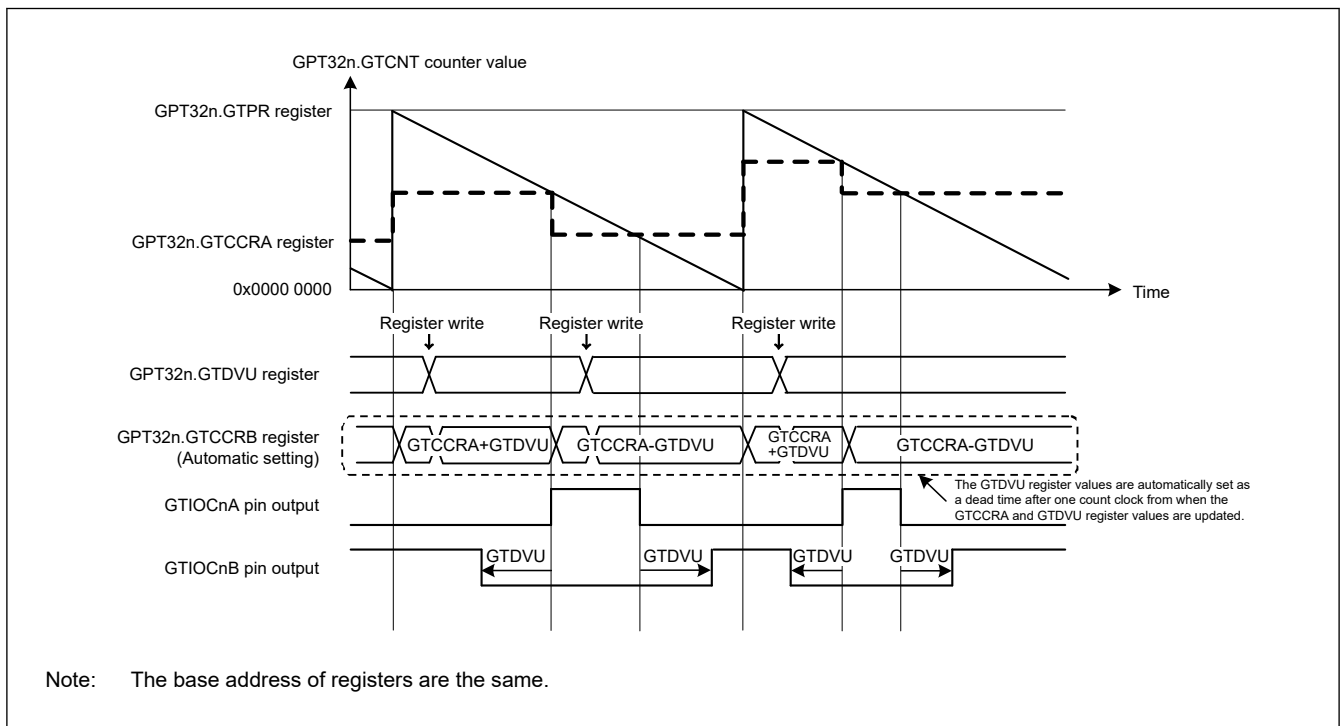 GPT32n.GTCNT counter value
GPT32n.GTPR register
GPT32n.GTCCRA register
0x0000 0000
Time
Register write
Register write
Register write
GPT32n.GTDVU register
GPT32n.GTCCRB register
(Automatic setting)
GTCCRA+GTDVU
GTCCRA-GTDVU
GTCCRA
+GTDVU
GTCCRA-GTDVU
The GTDVU register values are automatically set as
a dead time after one count clock from when the
GTCCRA and GTDVU register values are updated.
GTIOCnA pin output
GTIOCnB pin output
GTDVU
GTDVU
GTDVU
GTDVU
Note: The base address of registers are the same.